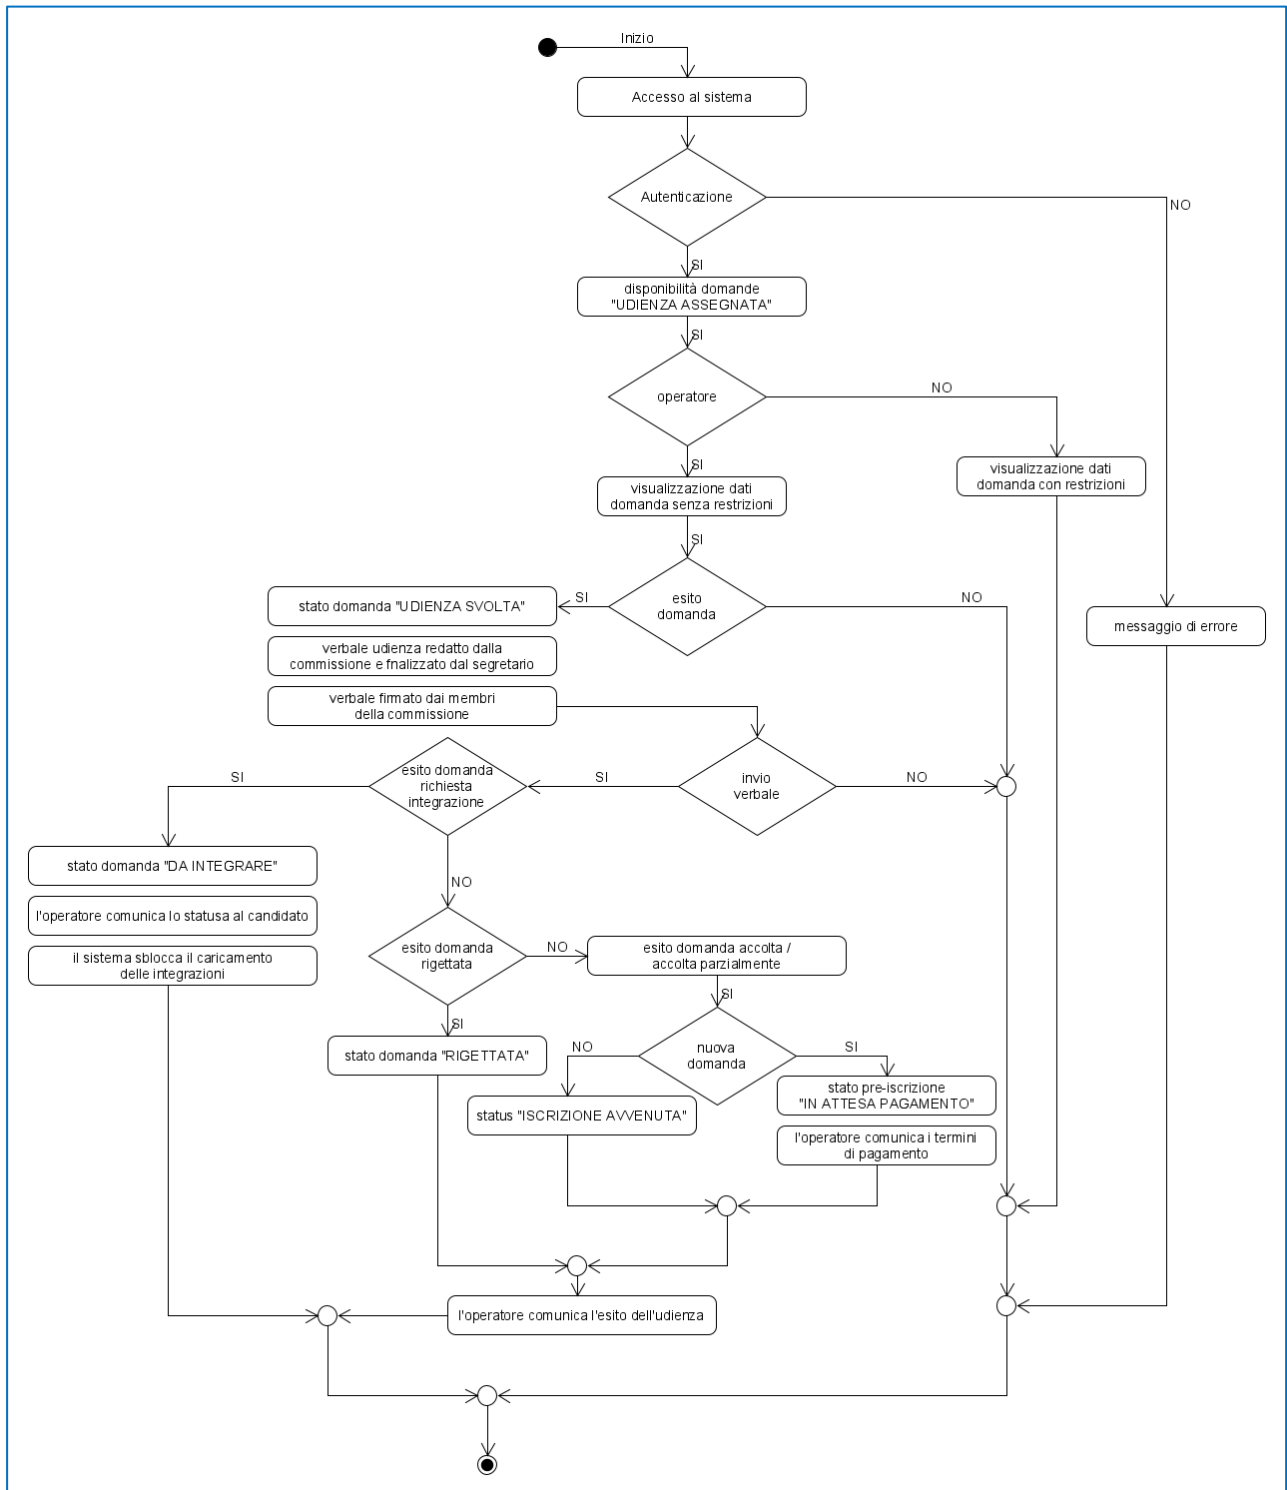 Inizio
Accesso al sistema
Autenticazione
NO
SI
disponibilità domande
"UDIENZA ASSEGNATA"
SI
operatore
NO
SI
visualizzazione dati
domanda con restrizioni
visualizzazione dati
domanda senza restrizioni
SI
esito
domanda
SI
NO
stato domanda "UDIENZA SVOLTA"
messaggio di errore
verbale udienza redatto dalla
commissione e fnalizzato dal segretario
verbale firmato dai membri
della commissione
invio
verbale
SI
NO
esito domanda
richiesta
integrazione
SI
NO
stato domanda "DA INTEGRARE"
l'operatore comunica lo statusa al candidato
il sistema sblocca il caricamento
delle integrazioni
esito domanda
rigettata
NO
esito domanda accolta /
accolta parzialmente
SI
SI
stato domanda "RIGETTATA"
nuova
domanda
NO
SI
status "ISCRIZIONE AVVENUTA"
stato pre-iscrizione
"IN ATTESA PAGAMENTO"
l'operatore comunica i termini
di pagamento
l'operatore comunica l'esito dell'udienza